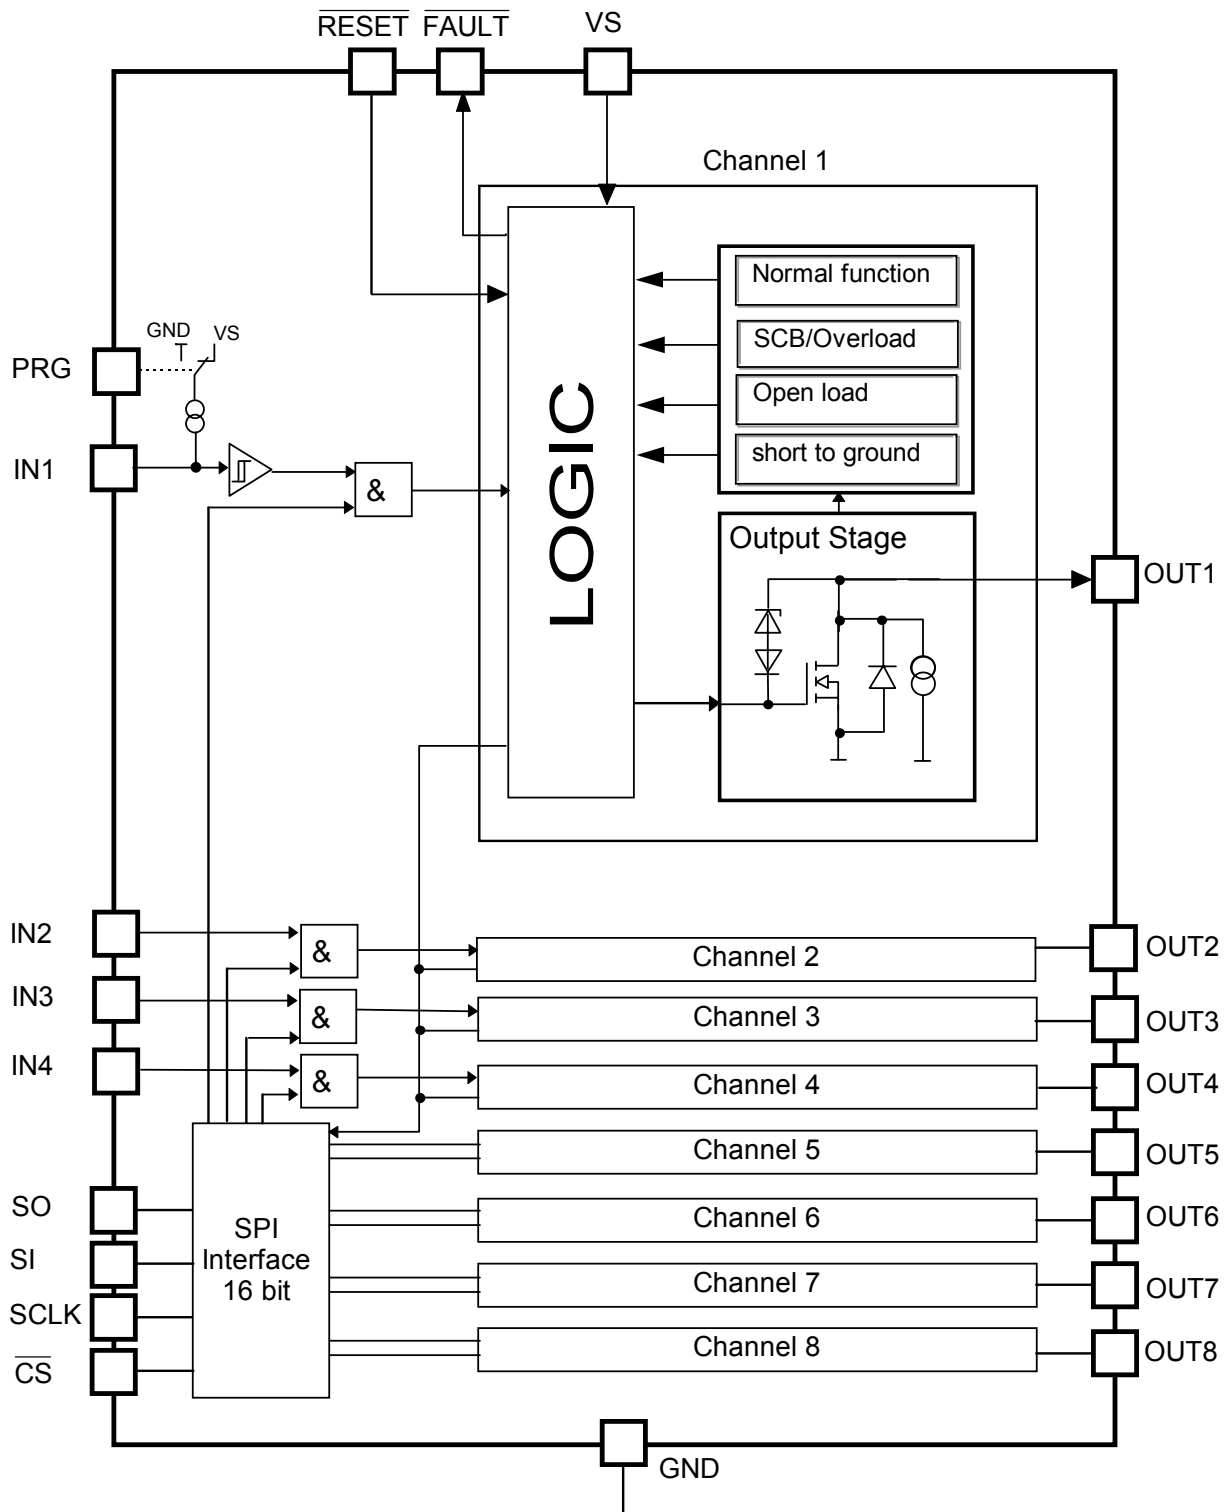 RESET FAULT VS
Channel 1
Normal function
SCB/Overload
Open load
short to ground
GND VS
PRG
IN1
&
LOGIC
Output Stage
OUT1
IN2
&
Channel 2
OUT2
IN3
&
Channel 3
OUT3
IN4
&
Channel 4
OUT4
Channel 5
OUT5
SO
Channel 6
OUT6
SI
SPI
Interface
16 bit
Channel 7
OUT7
SCLK
Channel 8
OUT8
CS
GND